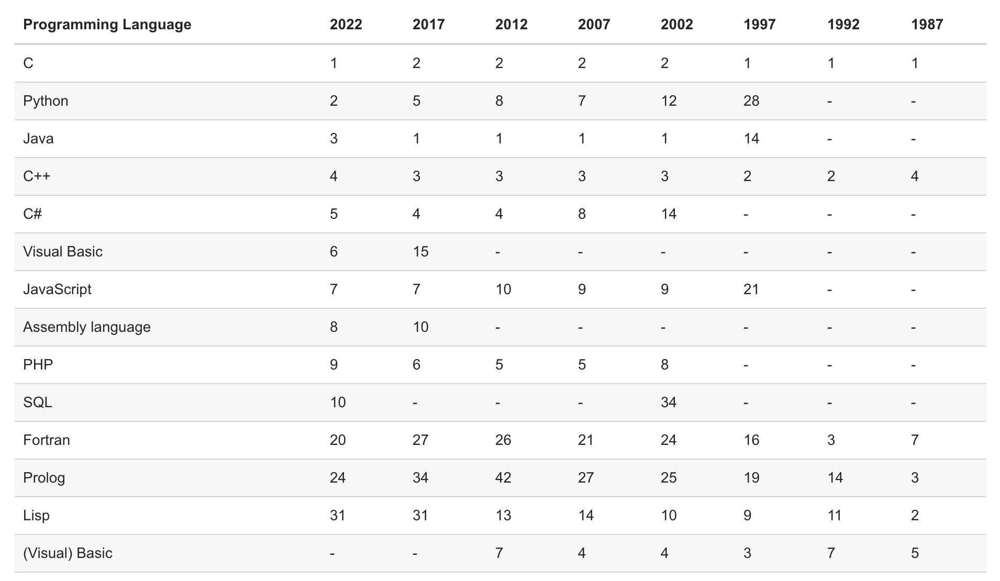 Programming Language 2022 2017 2012 2007 2002 1997 1992 1987
C 1 2 2 2 2 1 1 1
Python 2 5 8 7 12 28 - -
Java 3 1 1 1 1 14 - -
C++ 4 3 3 3 3 2 2 4
C# 5 4 4 8 14 - - -
Visual Basic 6 15 - - - - - -
JavaScript 7 7 10 9 9 21 - -
Assembly language 8 10 - - - - - -
PHP 9 6 5 5 8 - - -
SQL 10 - - - 34 - - -
Fortran 20 27 26 21 24 16 3 7
Prolog 24 34 42 27 25 19 14 3
Lisp 31 31 13 14 10 9 11 2
(Visual) Basic - - 7 4 4 3 7 5